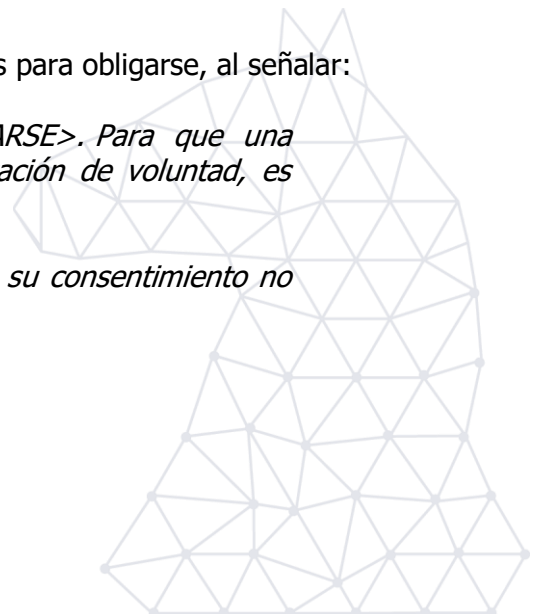 s para obligarse, al señalar:
ARSE>. Para que una
ación de voluntad, es
su consentimiento no